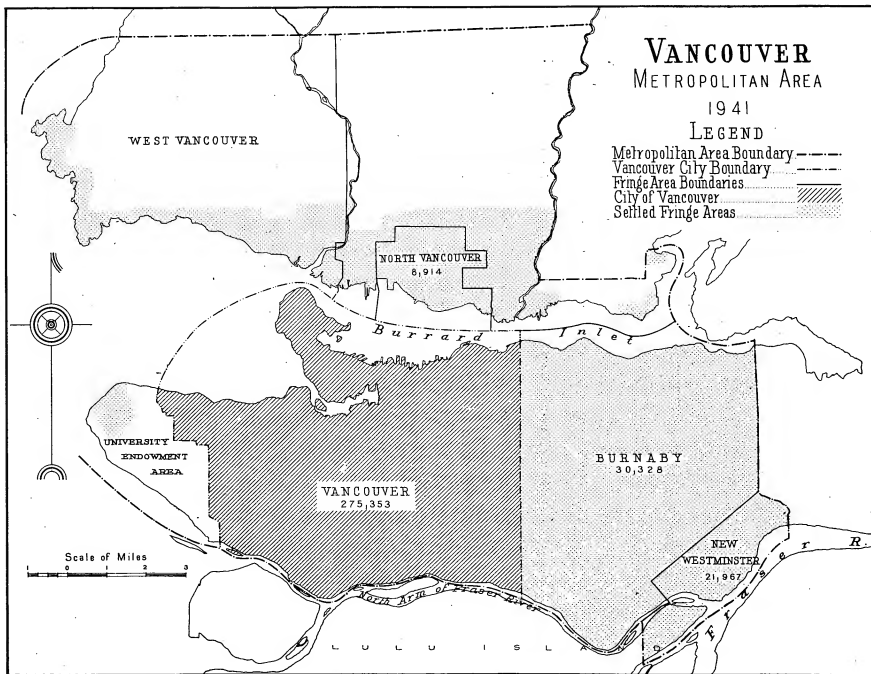 VANCOUVER
METROPOLITAN AREA
1941
LEGEND
Metropolitan Area Boundary
Vancouver City Boundary
Fringe Area Boundaries
City of Vancouver
Settled Fringe Areas
WEST VANCOUVER
NORTH VANCOUVER
8,914
Burrard Inlet
UNIVERSITY
ENDOWMENT
AREA
BURNABY
30,328
VANCOUVER
275,353
NEW
WESTMINSTER
21,967
Scale of Miles
1 0 1 2 3
North Arm of Fraser River
Fraser R.
LULU ISLAND